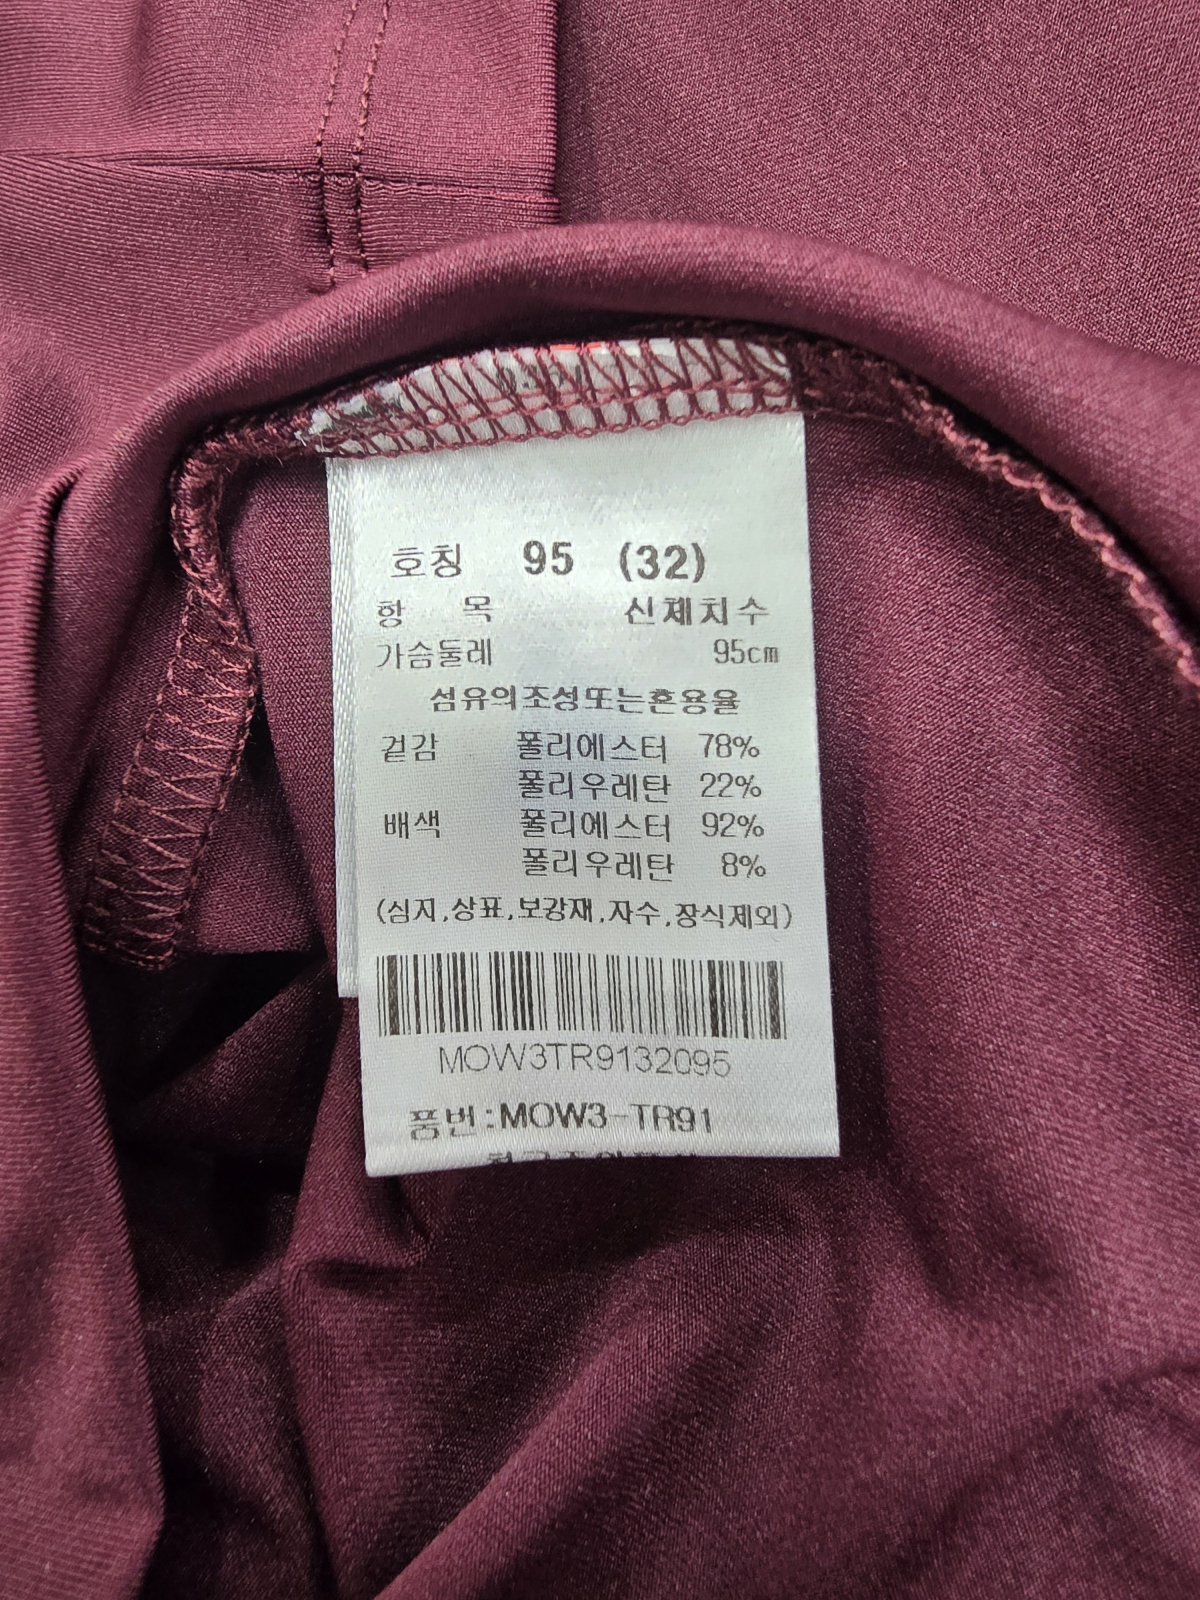 호칭 95 (32)
항 목 신체치수
가슴둘레 95cm
섬유의조성또는혼용율
겉감 폴리에스터 78%
폴리우레탄 22%
배색 폴리에스터 92%
폴리우레탄 8%
(심지,상표,보강재,자수,장식제외)
MOW3TR9132095
품번:MOW3-TR91